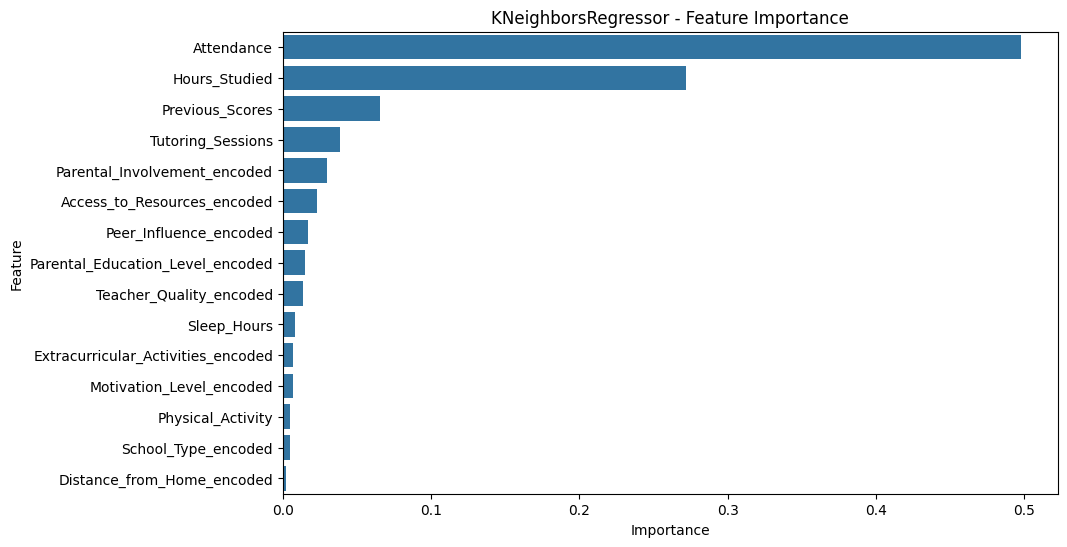 KNeighborsRegressor - Feature Importance
Feature
Attendance
Hours_Studied
Previous_Scores
Tutoring_Sessions
Parental_Involvement_encoded
Access_to_Resources_encoded
Peer_Influence_encoded
Parental_Education_Level_encoded
Teacher_Quality_encoded
Sleep_Hours
Extracurricular_Activities_encoded
Motivation_Level_encoded
Physical_Activity
School_Type_encoded
Distance_from_Home_encoded
0.0 0.1 0.2 0.3 0.4 0.5
Importance